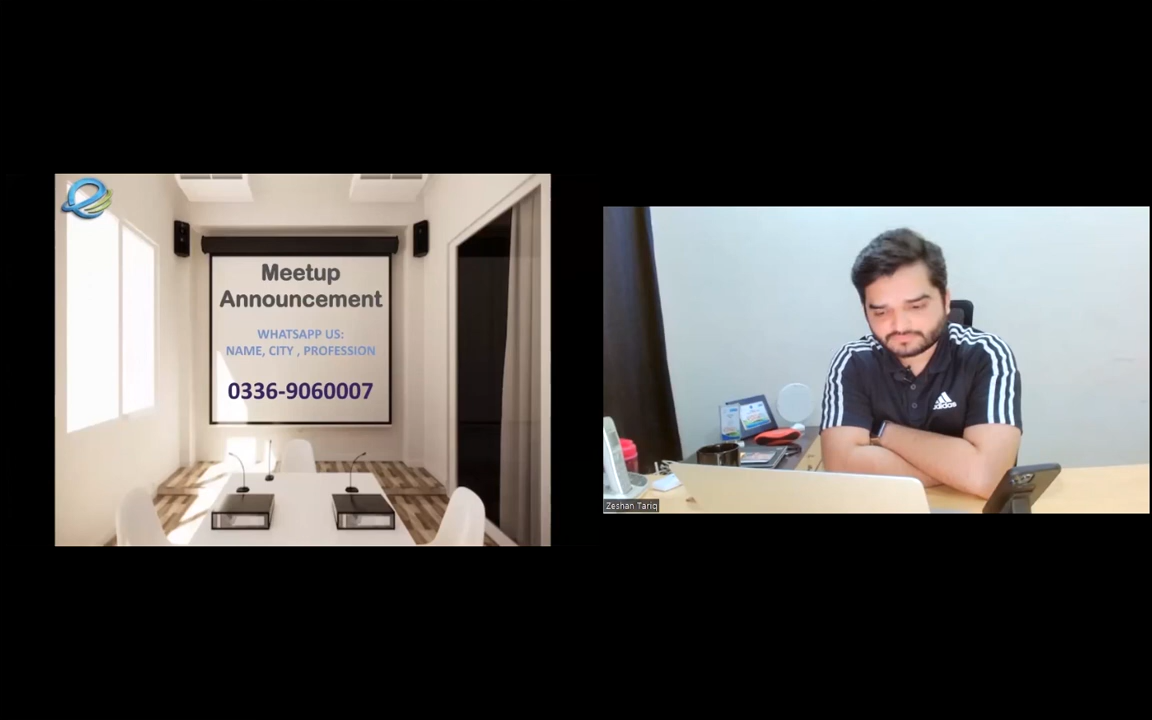 Meetup
Announcement
WHATSAPP US:
NAME, CITY , PROFESSION
0336-9060007
adidas
Zeshan Tariq